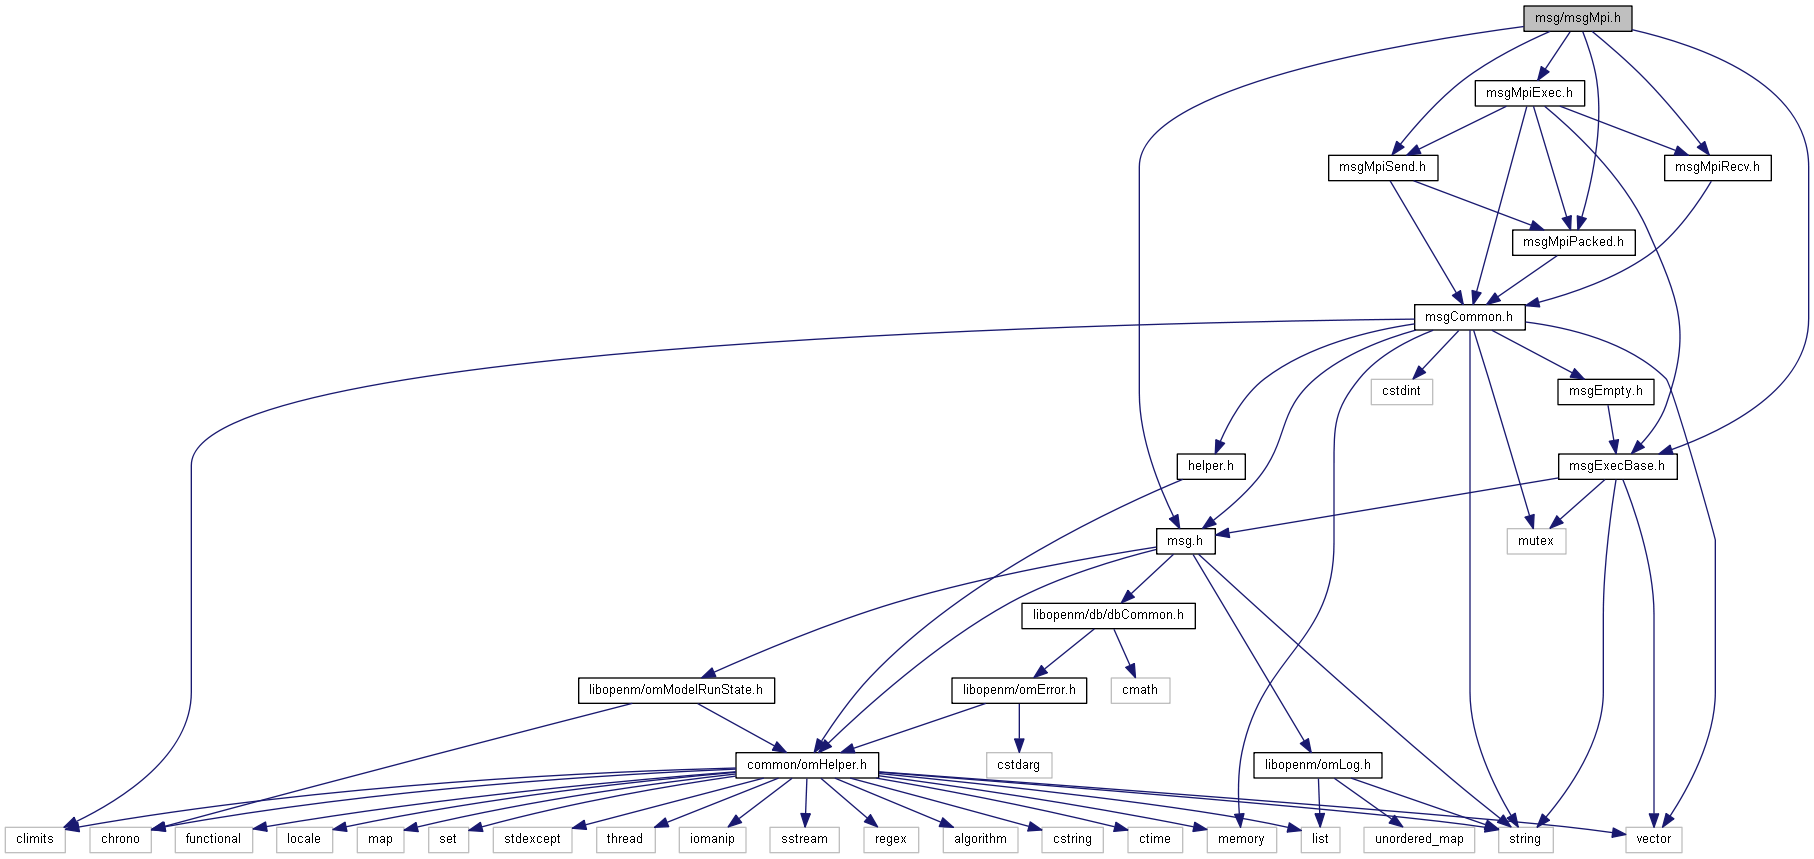 msg/msgMpi.h
msgMpiExec.h
msgMpiSend.h
msgMpiRecv.h
msgMpiPacked.h
msgCommon.h
cstdint
msgEmpty.h
helper.h
msgExecBase.h
msg.h
mutex
libopenm/db/dbCommon.h
libopenm/omModelRunState.h
libopenm/omError.h
cmath
common/omHelper.h
cstdarg
libopenm/omLog.h
climits
chrono
functional
locale
map
set
stdexcept
thread
iomanip
sstream
regex
algorithm
cstring
ctime
memory
list
unordered_map
string
vector